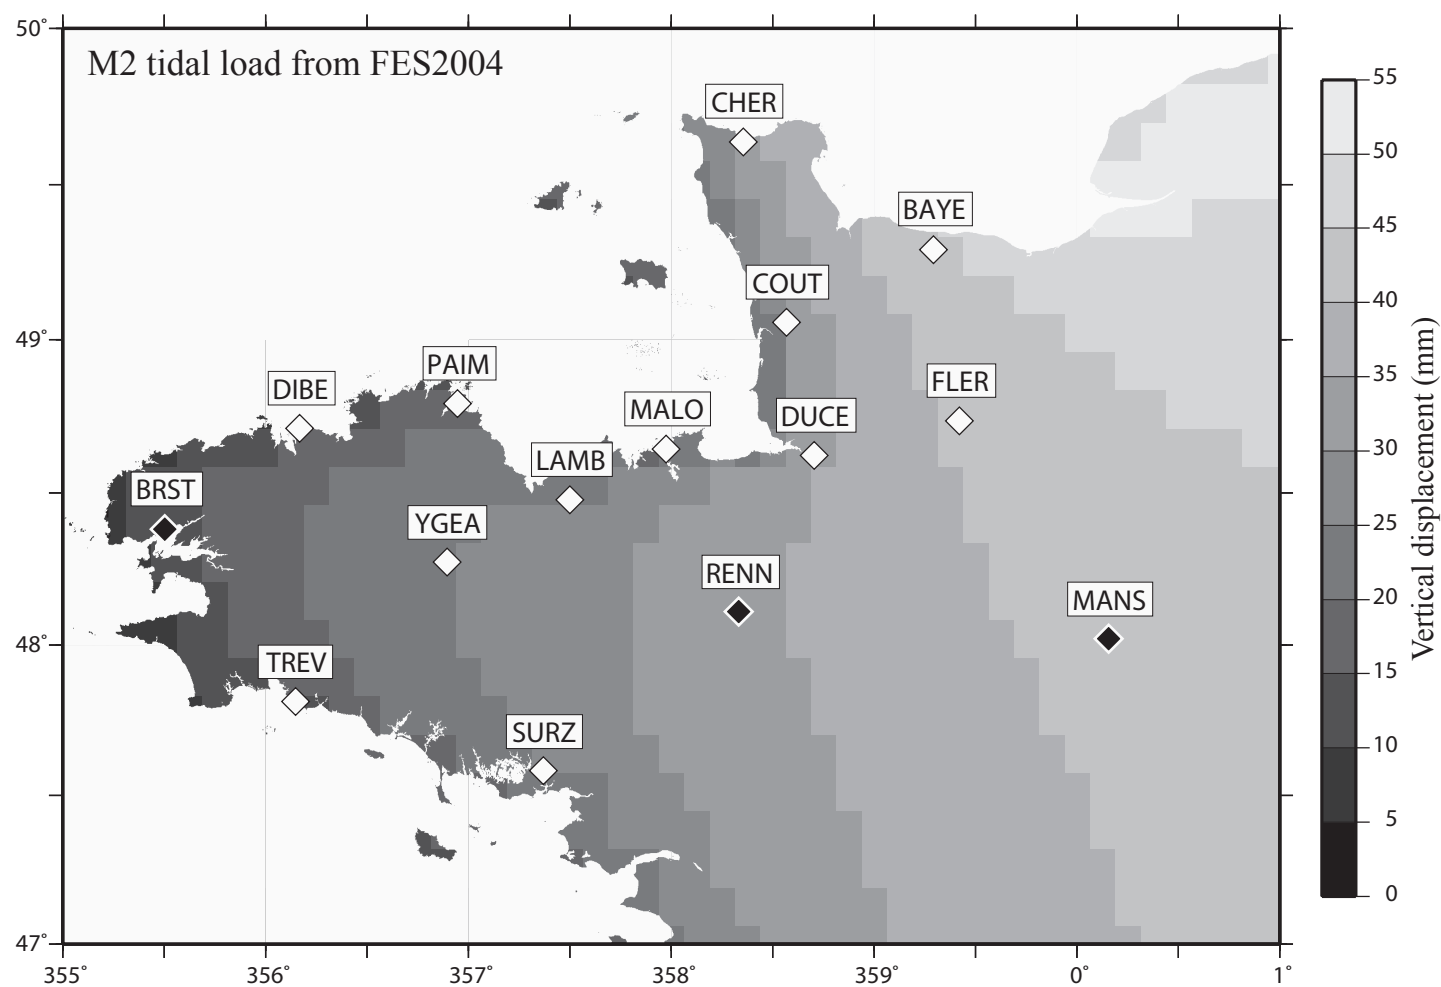 50˚
M2 tidal load from FES2004
55
CHER
50
BAYE
45
COUT
40
49˚
PAIM
DIBE
FLER
35
MALO
DUCE
LAMB
30
BRST
YGEA
25
RENN
MANS
20
48˚
TREV
15
SURZ
10
5
0
Vertical displacement (mm)
47˚
355˚ 356˚ 357˚ 358˚ 359˚ 0˚ 1˚